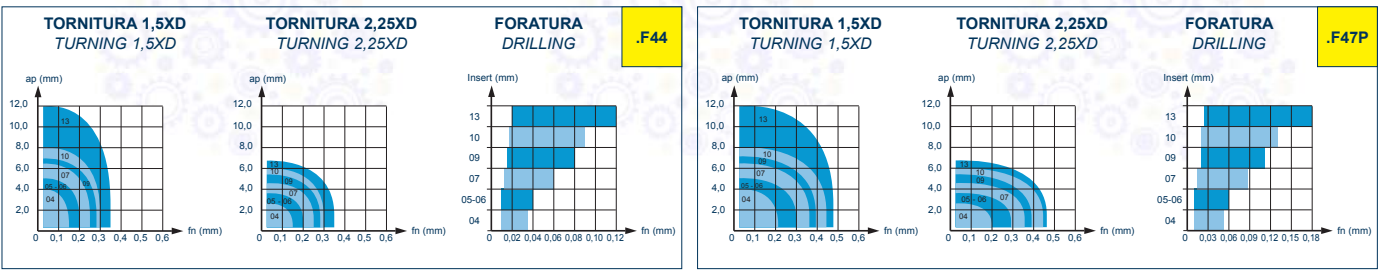 TORNITURA 1,5XD
TURNING 1,5XD
TORNITURA 2,25XD
TURNING 2,25XD
FORATURA
DRILLING
.F44
ap (mm)
12,0
10,0
8,0
6,0
4,0
2,0
13
10
09
07
05 - 06
04
0 0,1 0,2 0,3 0,4 0,5 0,6 fn (mm)
ap (mm)
12,0
10,0
8,0
6,0
4,0
2,0
13
10
09
07
05 - 06
04
0 0,1 0,2 0,3 0,4 0,5 0,6 fn (mm)
Insert (mm)
13
10
09
07
05-06
04
0 0,02 0,04 0,06 0,08 0,10 0,12 fn (mm)
TORNITURA 1,5XD
TURNING 1,5XD
TORNITURA 2,25XD
TURNING 2,25XD
FORATURA
DRILLING
.F47P
ap (mm)
12,0
10,0
8,0
6,0
4,0
2,0
13
10
09
07
05 - 06
04
0 0,1 0,2 0,3 0,4 0,5 0,6 fn (mm)
ap (mm)
12,0
10,0
8,0
6,0
4,0
2,0
13
10
09
07
05 - 06
04
0 0,1 0,2 0,3 0,4 0,5 0,6 fn (mm)
Insert (mm)
13
10
09
07
05-06
04
0 0,03 0,06 0,09 0,12 0,15 0,18 fn (mm)